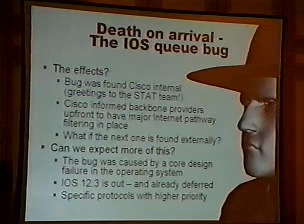 Death on arrival -
The IOS queue bug
The effects?
Bug was found Cisco internal
(greetings to the STAT team!)
Cisco informed backbone providers
upfront to have major Internet pathway
filtering in place
What if the next one is found externally?
Can we expect more of this?
The bug was caused by a core design
failure in the operating system
IOS 12.3 is out – and already deferred
Specific protocols with higher priority